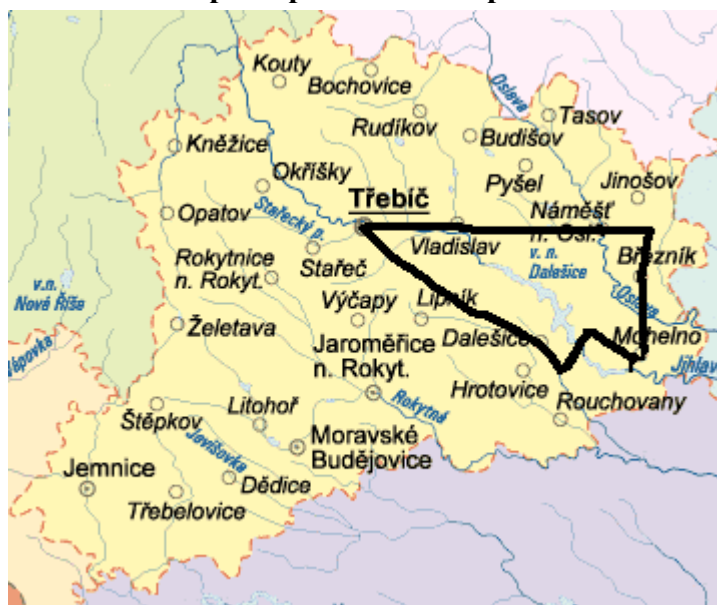 Kouty
Bochovice
Oslava
Tasov
Rudíkov
Budišov
Kněžice
Okříšky
Pyšel
Jinošov
Třebíč
Opatov
Stařecký p.
Náměšť
n. Osl.
Vladislav
Stařeč
v. n.
Dalešice
Březník
Rokytnice
n. Rokyt.
v.n.
Nové Říše
Výčapy
Lipník
Oslava
Želetava
Dalešice
Mohelno
Jaroměřice
n. Rokyt.
Jihlava
Hrotovice
Rokytná
Rouchovany
Štěpkov
Litohoř
Jevišovka
Moravské
Budějovice
Jemnice
Dědice
Třebelovice